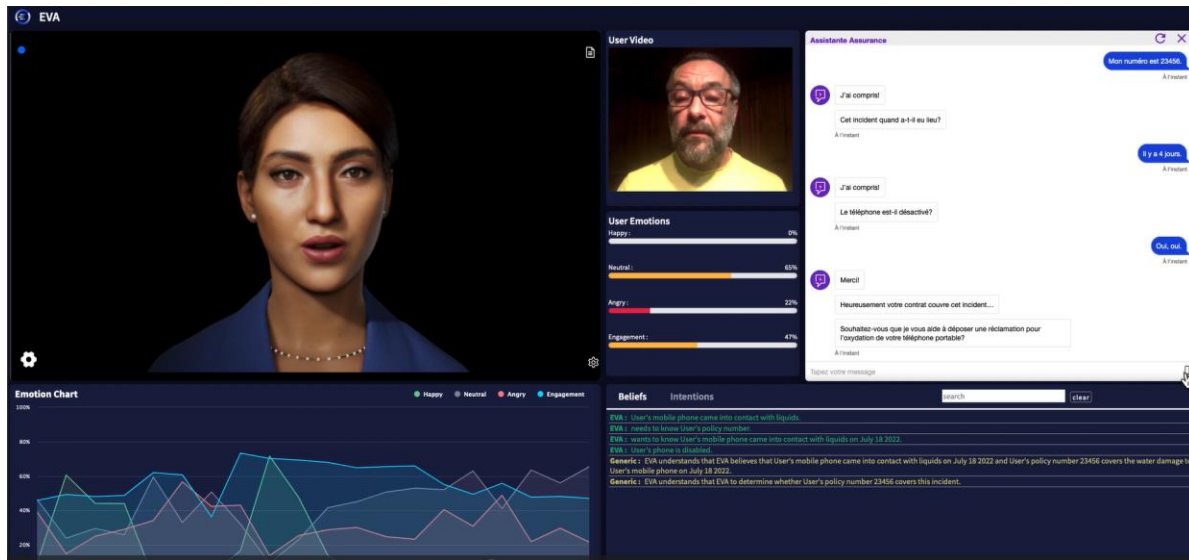 EVA
User Video
User Emotions
Happy : 0%
Neutral : 65%
Angry : 22%
Engagement : 47%
Assistante Assurance
Mon numéro est 23456.
À l'instant
J'ai compris!
Cet incident quand a-t-il eu lieu?
À l'instant
Il y a 4 jours.
À l'instant
J'ai compris!
Le téléphone est-il désactivé?
À l'instant
Oui, oui.
À l'instant
Merci!
Heureusement votre contrat couvre cet incident...
Souhaitez-vous que je vous aide à déposer une réclamation pour
l'oxydation de votre téléphone portable?
À l'instant
Tapez votre message
Emotion Chart
Happy Neutral Angry Engagement
100%
80%
60%
40%
20%
Beliefs Intentions search clear
EVA : User's mobile phone came into contact with liquids.
EVA : needs to know User's policy number.
EVA : wants to know User's mobile phone came into contact with liquids on July 18 2022.
EVA : User's phone is disabled.
Generic : EVA understands that EVA believes that User's mobile phone came into contact with liquids on July 18 2022 and User's policy number 23456 covers the water damage to
User's mobile phone on July 18 2022.
Generic : EVA understands that EVA to determine whether User's policy number 23456 covers this incident.